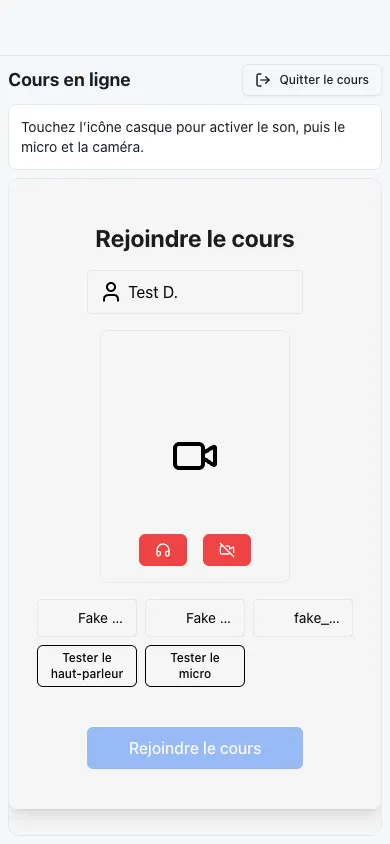 Cours en ligne
Quitter le cours
Touchez l’icône casque pour activer le son, puis le
micro et la caméra.
Rejoindre le cours
Test D.
Fake ...
Fake ...
fake_...
Tester le
haut-parleur
Tester le
micro
Rejoindre le cours